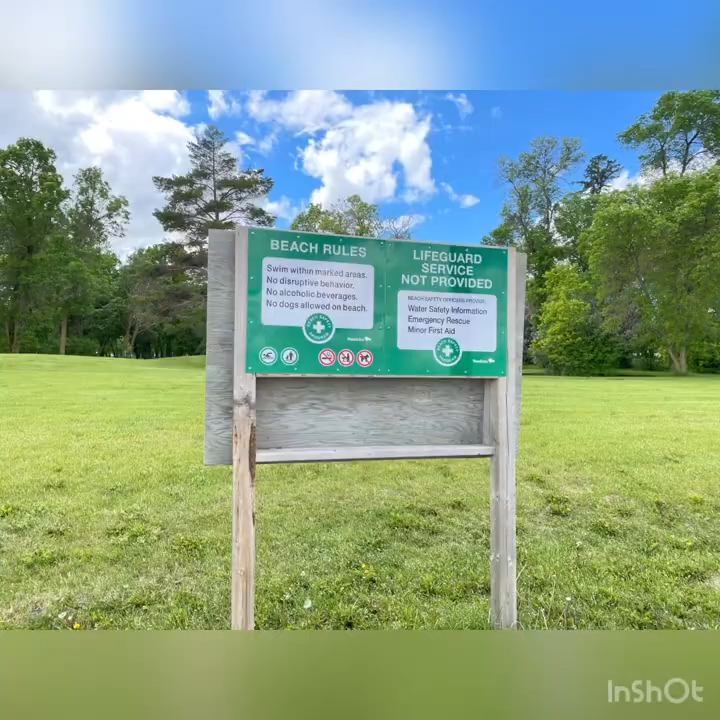 BEACH RULES
Swim within marked areas.
No disruptive behavior.
No alcoholic beverages.
No dogs allowed on beach.
LIFEGUARD
SERVICE
NOT PROVIDED
BEACH SAFETY OFFICERS PROVIDE:
Water Safety Information
Emergency Rescue
Minor First Aid
InShOt